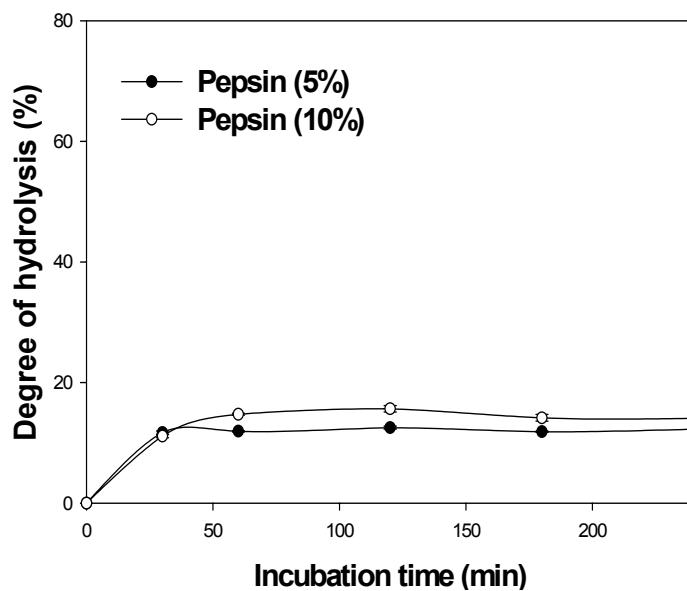 80
60
40
20
0
Degree of hydrolysis (%)
Pepsin (5%)
Pepsin (10%)
0 50 100 150 200
Incubation time (min)